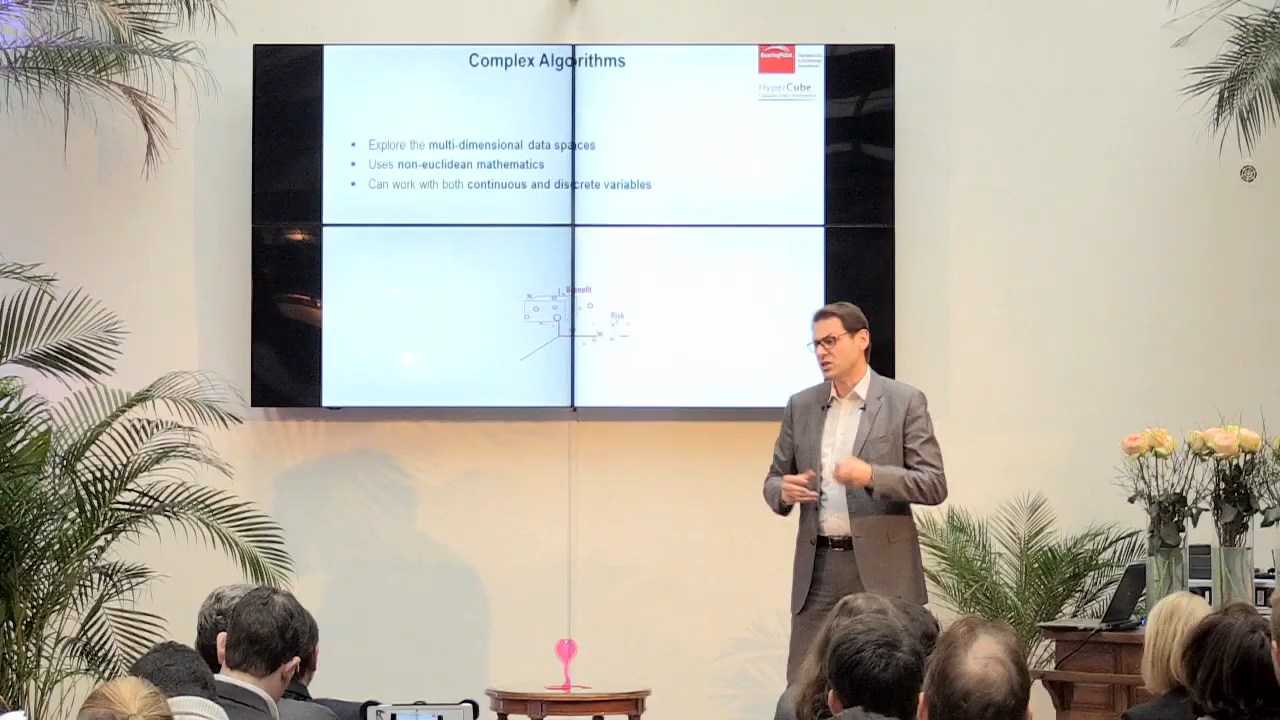 Complex Algorithms
BearingPoint
HyperCube
Explore the multi-dimensional data spaces
Uses non-euclidean mathematics
Can work with both continuous and discrete variables
Benefit
Risk